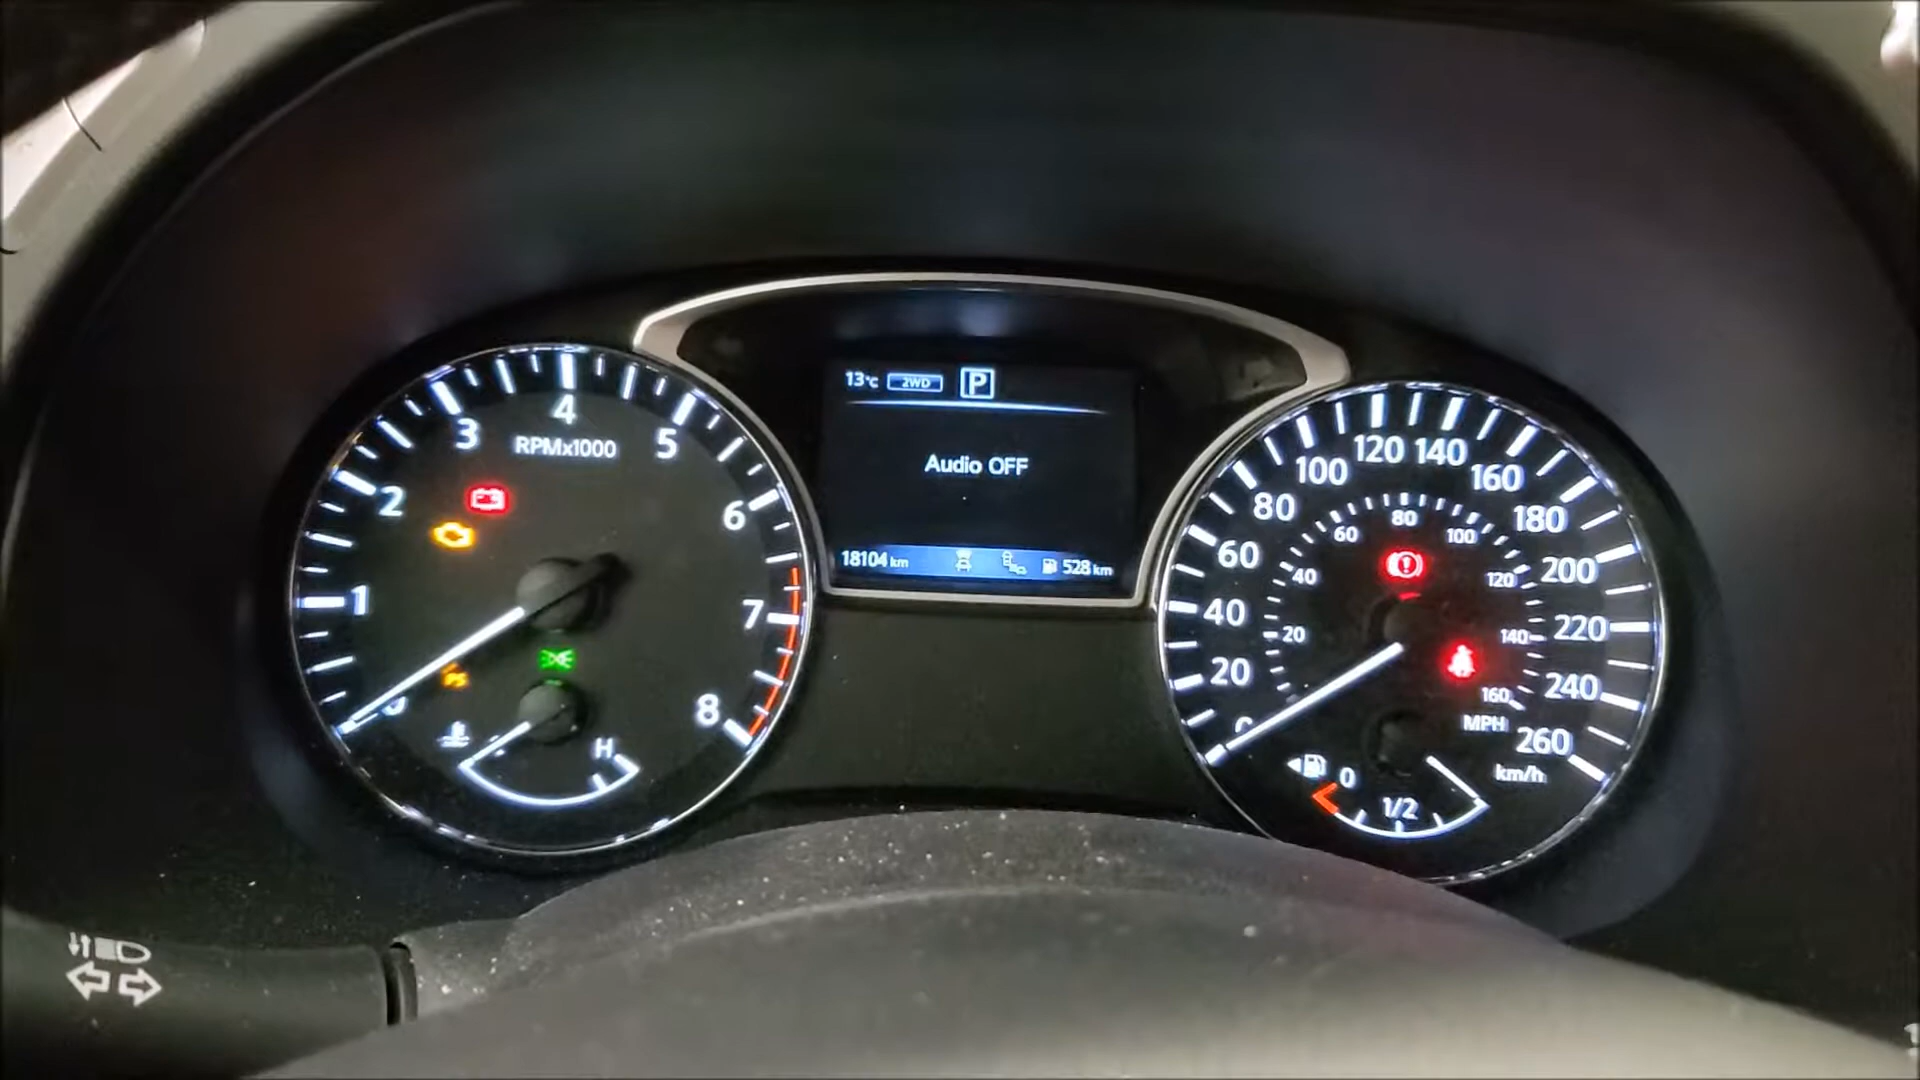 13°c 2WD P
Audio OFF
18104 km 528 km
1 2 3 4 5 6 7 8
RPMx1000
PS
H
0 20 40 60 80 100 120 140 160 180 200 220 240 260
20 40 60 80 100 120 140 160
MPH
km/h
0 1/2